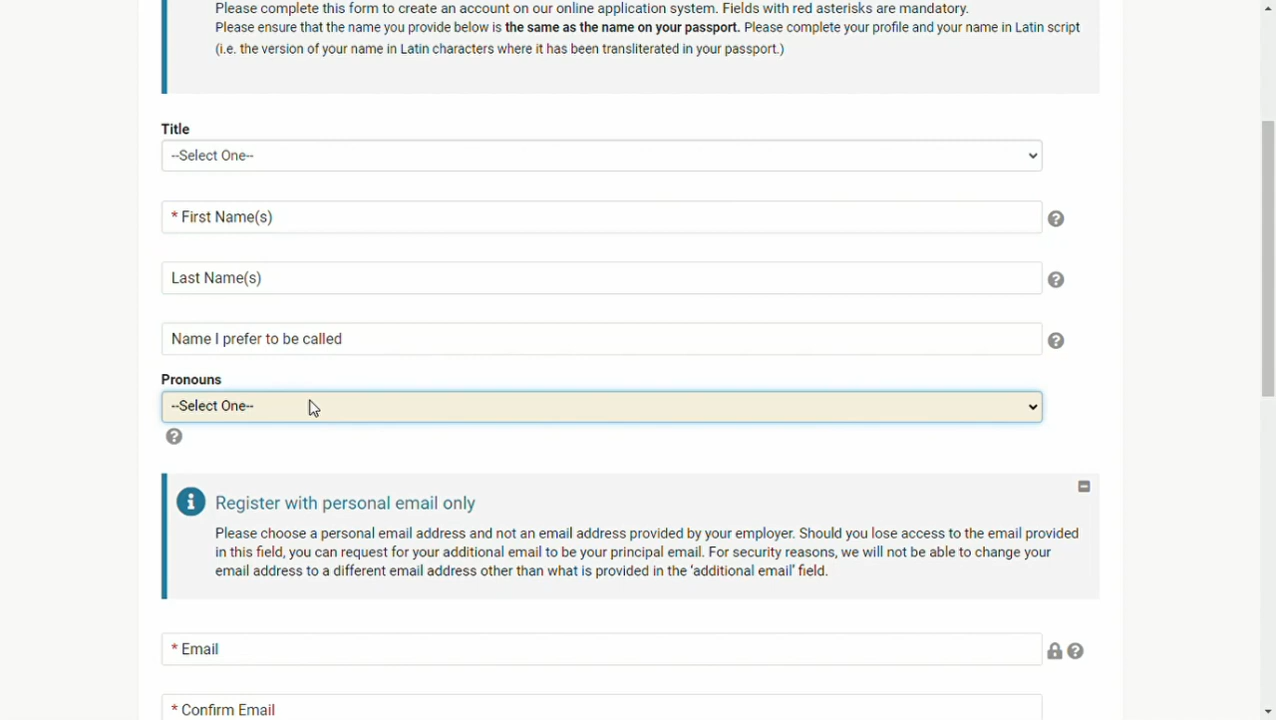 Please complete this form to create an account on our online application system. Fields with red asterisks are mandatory.
Please ensure that the name you provide below is the same as the name on your passport. Please complete your profile and your name in Latin script
(i.e. the version of your name in Latin characters where it has been transliterated in your passport.)
Title
--Select One--
* First Name(s)
Last Name(s)
Name I prefer to be called
Pronouns
--Select One--
Register with personal email only
Please choose a personal email address and not an email address provided by your employer. Should you lose access to the email provided
in this field, you can request for your additional email to be your principal email. For security reasons, we will not be able to change your
email address to a different email address other than what is provided in the 'additional email' field.
* Email
* Confirm Email